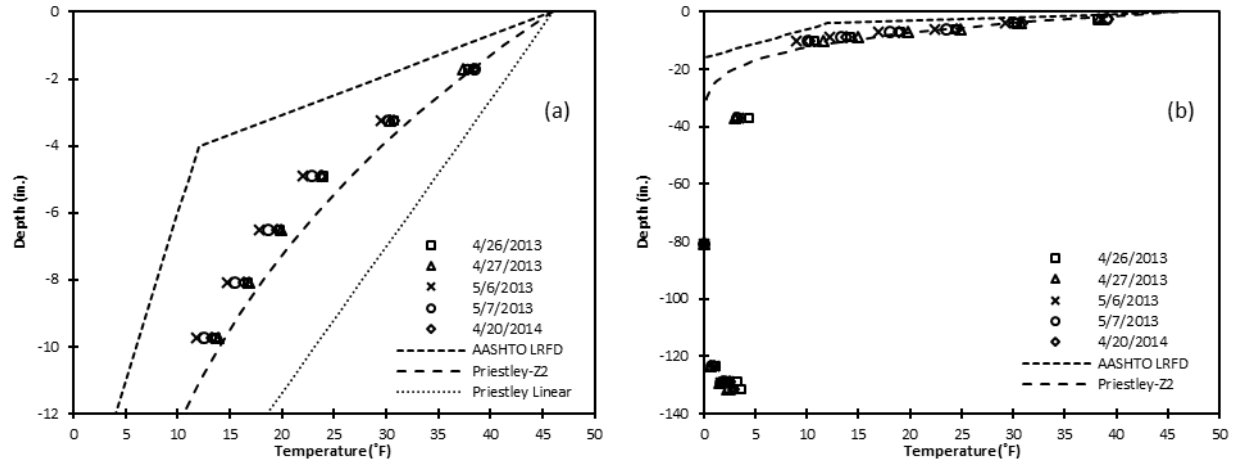 0
-2
-4
-6
-8
-10
-12
Depth (in.)
(a)
4/26/2013
4/27/2013
5/6/2013
5/7/2013
4/20/2014
AASHTO LRFD
Priestley-Z2
Priestley Linear
0 5 10 15 20 25 30 35 40 45 50
Temperature(˚F)
0
-20
-40
-60
-80
-100
-120
-140
Depth (in.)
(b)
4/26/2013
4/27/2013
5/6/2013
5/7/2013
4/20/2014
AASHTO LRFD
Priestley-Z2
0 5 10 15 20 25 30 35 40 45 50
Temperature(˚F)